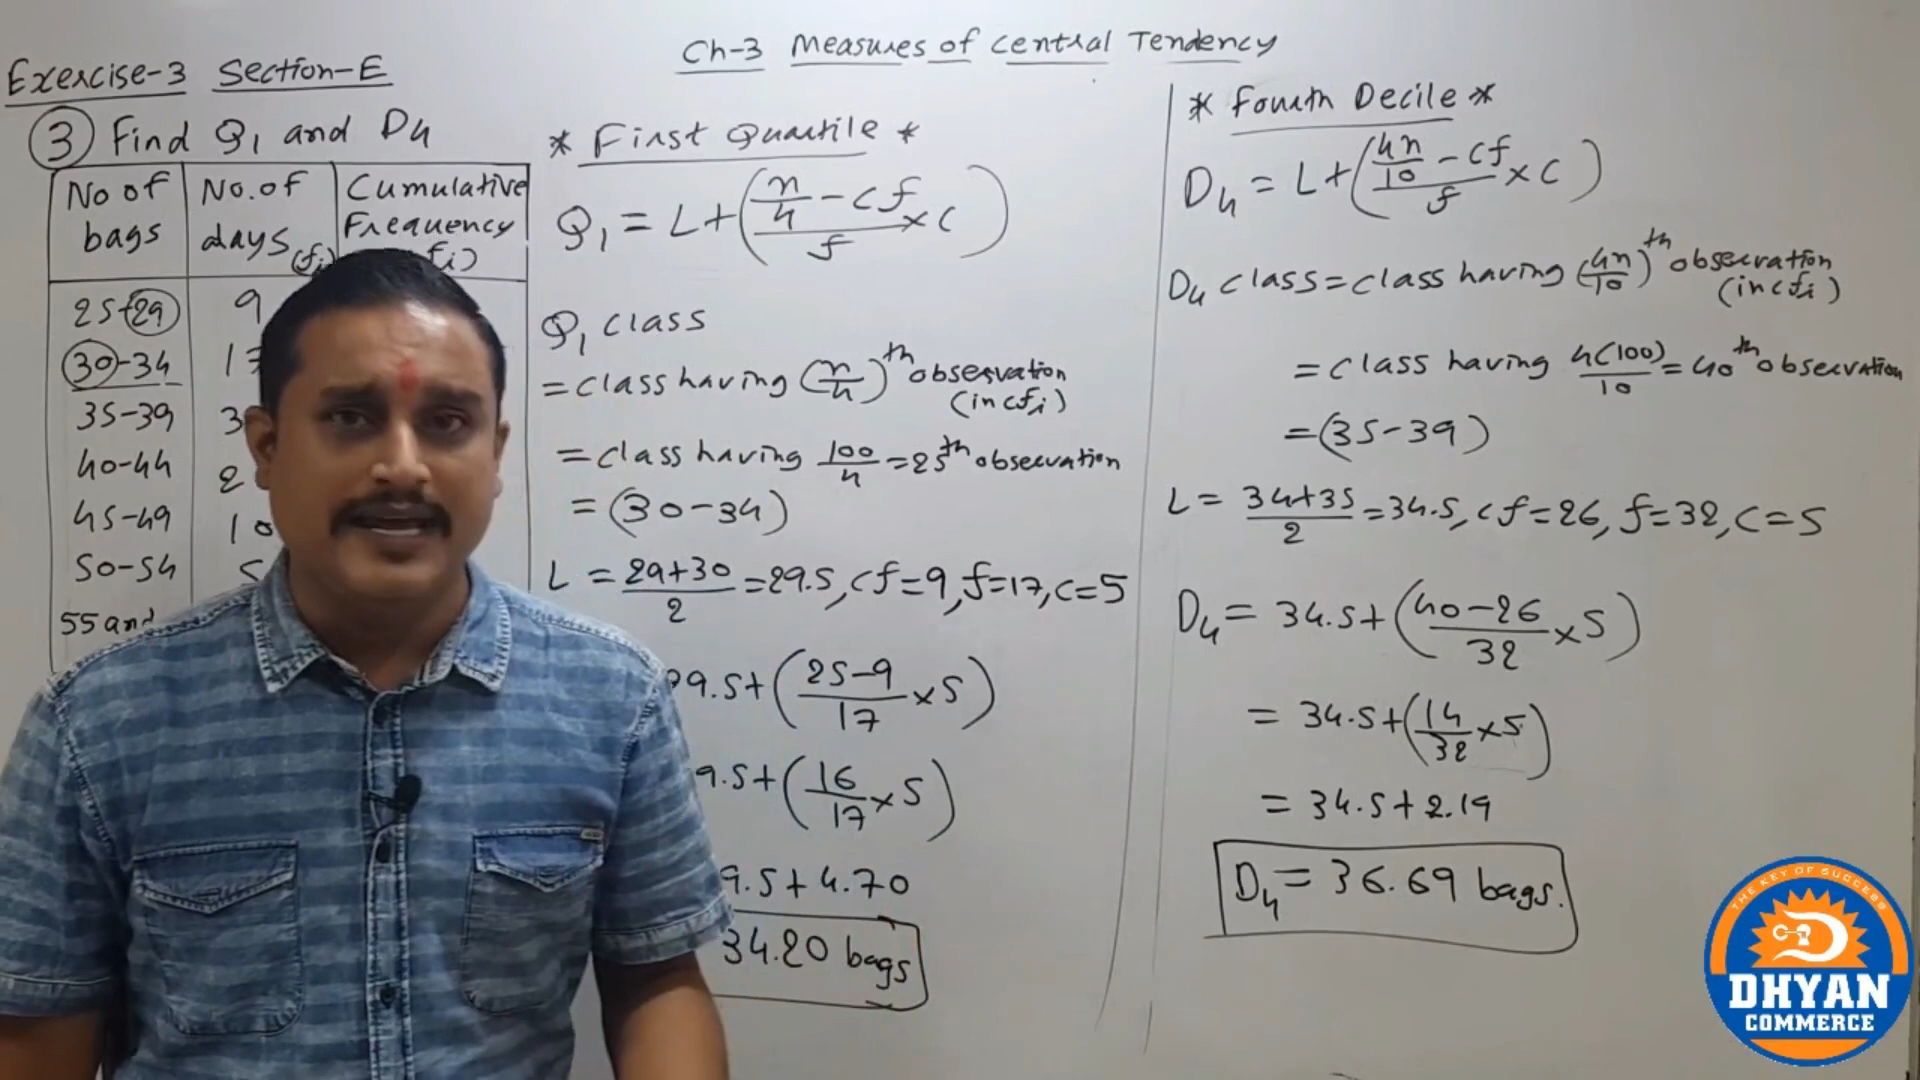 Ch-3 Measures of Central Tendency
Exercise-3 Section-E
③ Find Q₁ and D₄
No of bags | No. of days (fᵢ) | Cumulative Frequency
25-29 | 9
30-34
35-39 | 3
40-44 | 2
45-49 | 10
50-54
55 and
* First Quartile *
Q₁ = L+((n/4 - cf)/f × c)
Q₁ class
= class having (n/4)th observation (in cfᵢ)
= class having 100/4 = 25th observation
= (30-34)
L = (29+30)/2 = 29.5, cf=9, f=17, c=5
9.5+((25-9)/17 × 5)
9.5+(16/17 × 5)
9.5+4.70
34.20 bags
* Fourth Decile *
D₄ = L+((4n/10 - cf)/f × c)
D₄ class = class having (4n/10)th observation (in cfᵢ)
= class having 4(100)/10 = 40th observation
= (35-39)
L = (34+35)/2 = 34.5, cf=26, f=32, c=5
D₄ = 34.5+((40-26)/32 × 5)
= 34.5+(14/32 × 5)
= 34.5+2.19
D₄ = 36.69 bags.
THE KEY OF SUCCESS
DHYAN
COMMERCE